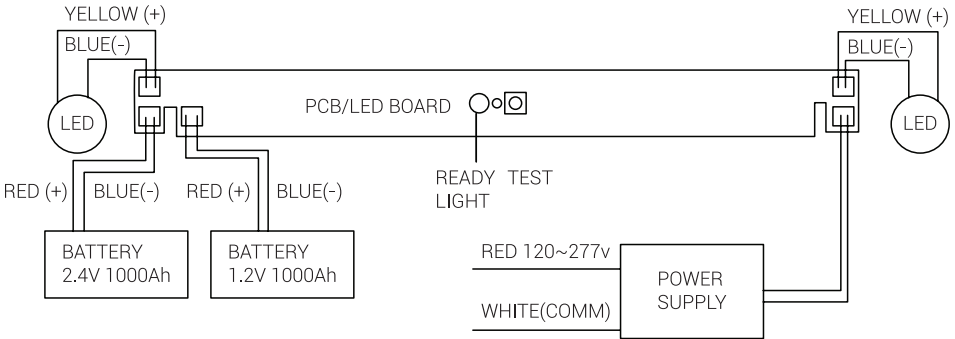 YELLOW (+)
BLUE(-)
YELLOW (+)
BLUE(-)
LED
PCB/LED BOARD
LED
RED (+)
BLUE(-)
RED (+)
BLUE(-)
READY TEST
LIGHT
BATTERY
2.4V 1000Ah
BATTERY
1.2V 1000Ah
RED 120~277v
WHITE(COMM)
POWER
SUPPLY